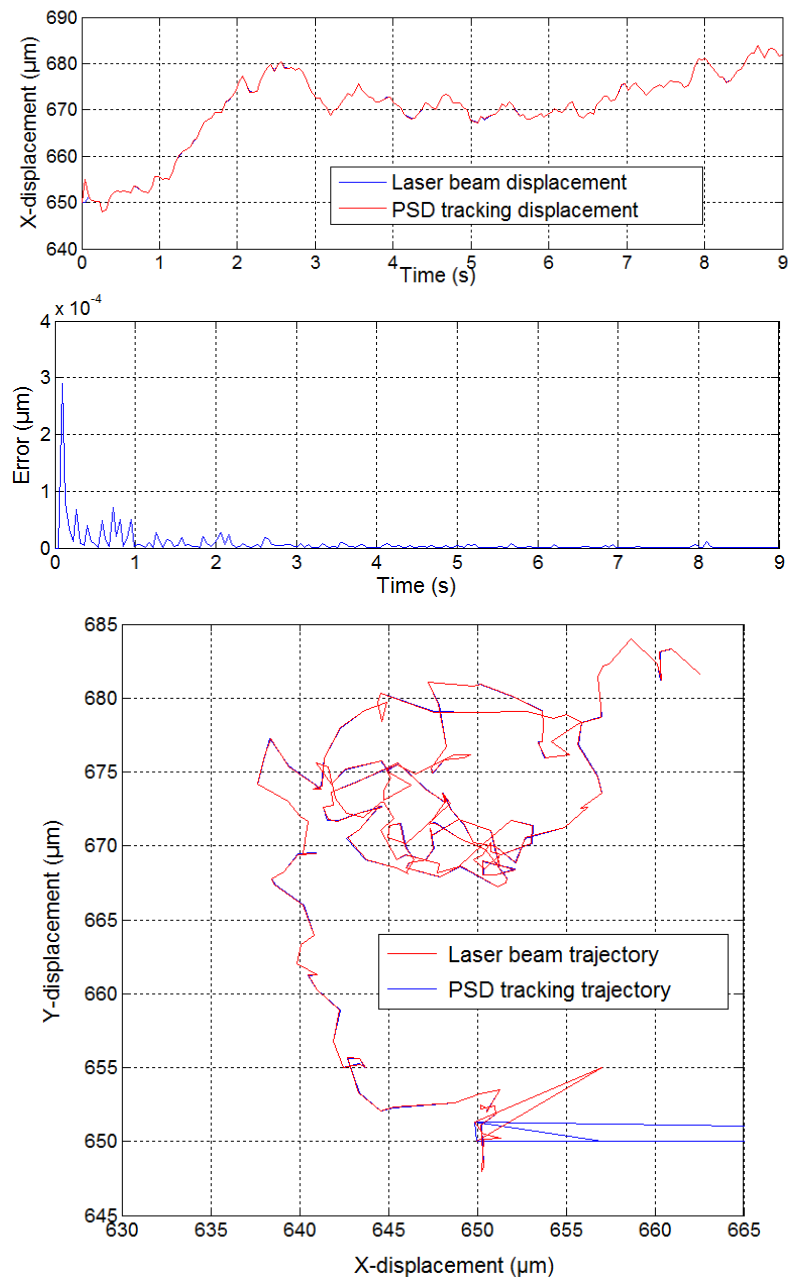 690
680
670
660
650
640
X-displacement (µm)
Laser beam displacement
PSD tracking displacement
0 1 2 3 4 5 6 7 8 9
Time (s)
x 10⁻⁴
4
3
2
1
0
Error (µm)
0 1 2 3 4 5 6 7 8 9
Time (s)
685
680
675
670
665
660
655
650
645
Y-displacement (µm)
Laser beam trajectory
PSD tracking trajectory
630 635 640 645 650 655 660 665
X-displacement (µm)